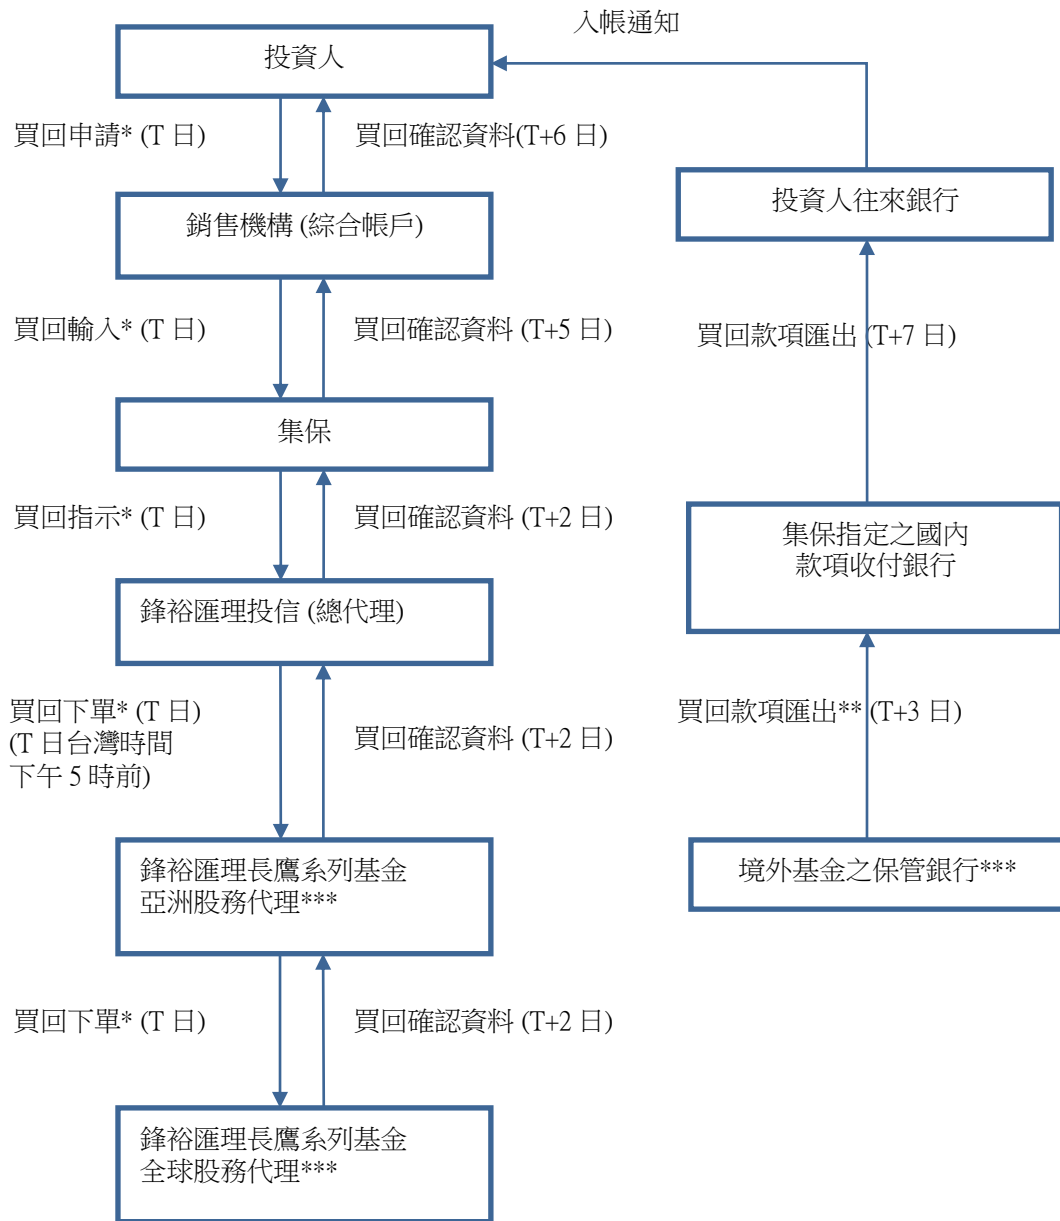 入帳通知
投資人
買回申請* (T 日)
買回確認資料(T+6 日)
銷售機構 (綜合帳戶)
投資人往來銀行
買回輸入* (T 日)
買回確認資料 (T+5 日)
買回款項匯出 (T+7 日)
集保
買回指示* (T 日)
買回確認資料 (T+2 日)
集保指定之國內
款項收付銀行
鋒裕匯理投信 (總代理)
買回下單* (T 日)
(T 日台灣時間
下午 5 時前)
買回確認資料 (T+2 日)
買回款項匯出** (T+3 日)
鋒裕匯理長鷹系列基金
亞洲股務代理***
境外基金之保管銀行***
買回下單* (T 日)
買回確認資料 (T+2 日)
鋒裕匯理長鷹系列基金
全球股務代理***